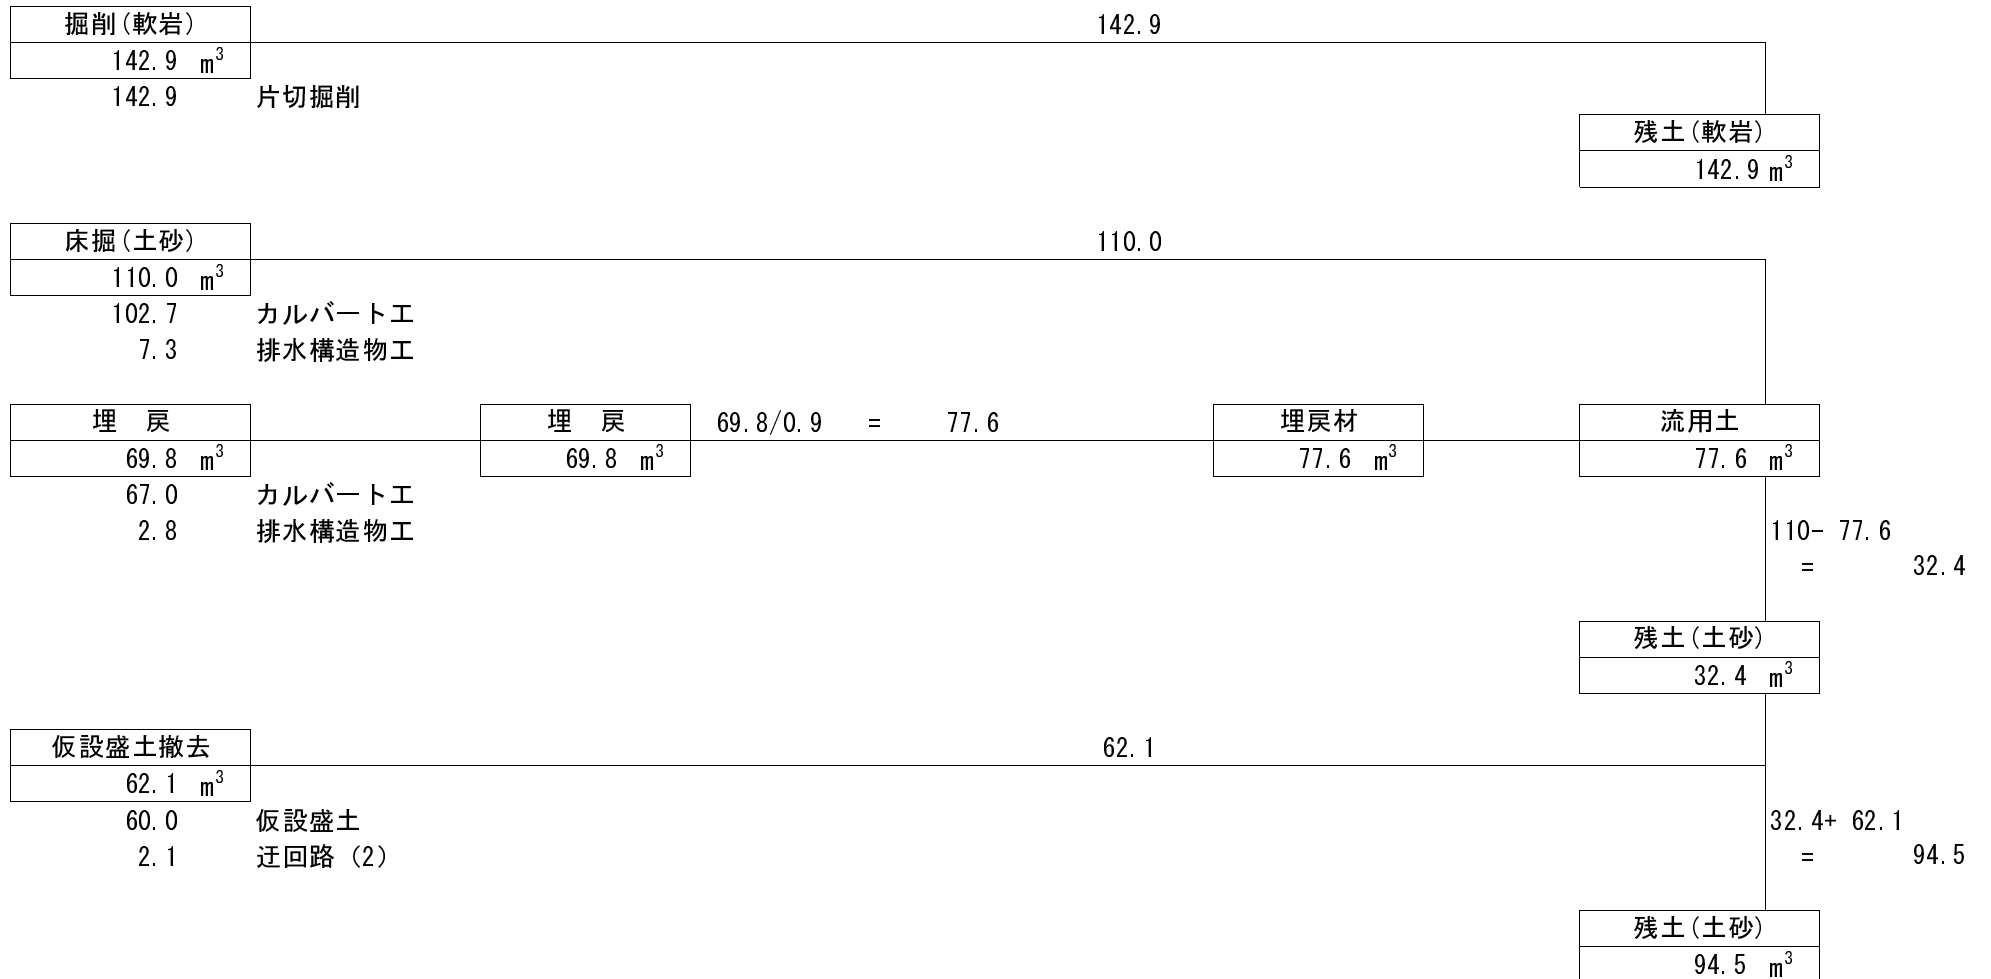 掘削(軟岩) 142.9
142.9 m³
142.9 片切掘削
残土(軟岩)
142.9 m³
床掘(土砂) 110.0
110.0 m³
102.7 カルバート工
7.3 排水構造物工
埋 戻 埋 戻 69.8/0.9 = 77.6 埋戻材 流用土
69.8 m³ 69.8 m³ 77.6 m³ 77.6 m³
67.0 カルバート工
2.8 排水構造物工 110- 77.6
= 32.4
残土(土砂)
32.4 m³
仮設盛土撤去 62.1
62.1 m³
60.0 仮設盛土 32.4+ 62.1
2.1 迂回路（2） = 94.5
残土(土砂)
94.5 m³